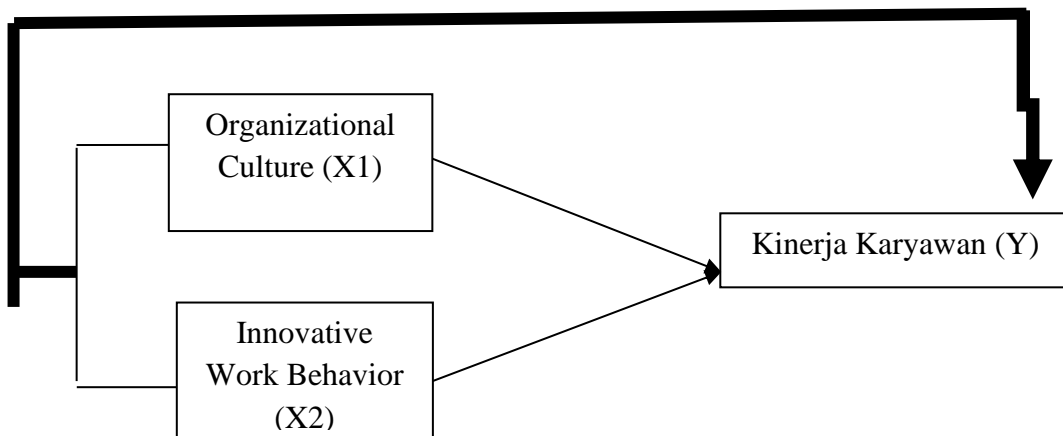 Organizational
Culture (X1)
Kinerja Karyawan (Y)
Innovative
Work Behavior
(X2)